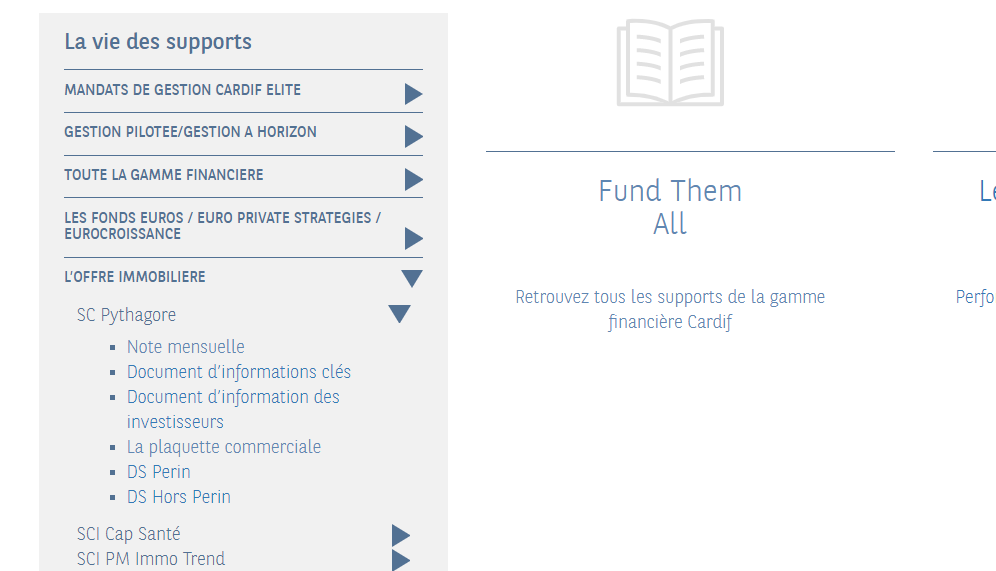 La vie des supports
MANDATS DE GESTION CARDIF ELITE
GESTION PILOTEE/GESTION A HORIZON
TOUTE LA GAMME FINANCIERE
LES FONDS EUROS / EURO PRIVATE STRATEGIES /
EUROCROISSANCE
L'OFFRE IMMOBILIERE
SC Pythagore
Note mensuelle
Document d'informations clés
Document d'information des
investisseurs
La plaquette commerciale
DS Perin
DS Hors Perin
SCI Cap Santé
SCI PM Immo Trend
Fund Them
All
Retrouvez tous les supports de la gamme
financière Cardif
Le
Perfo